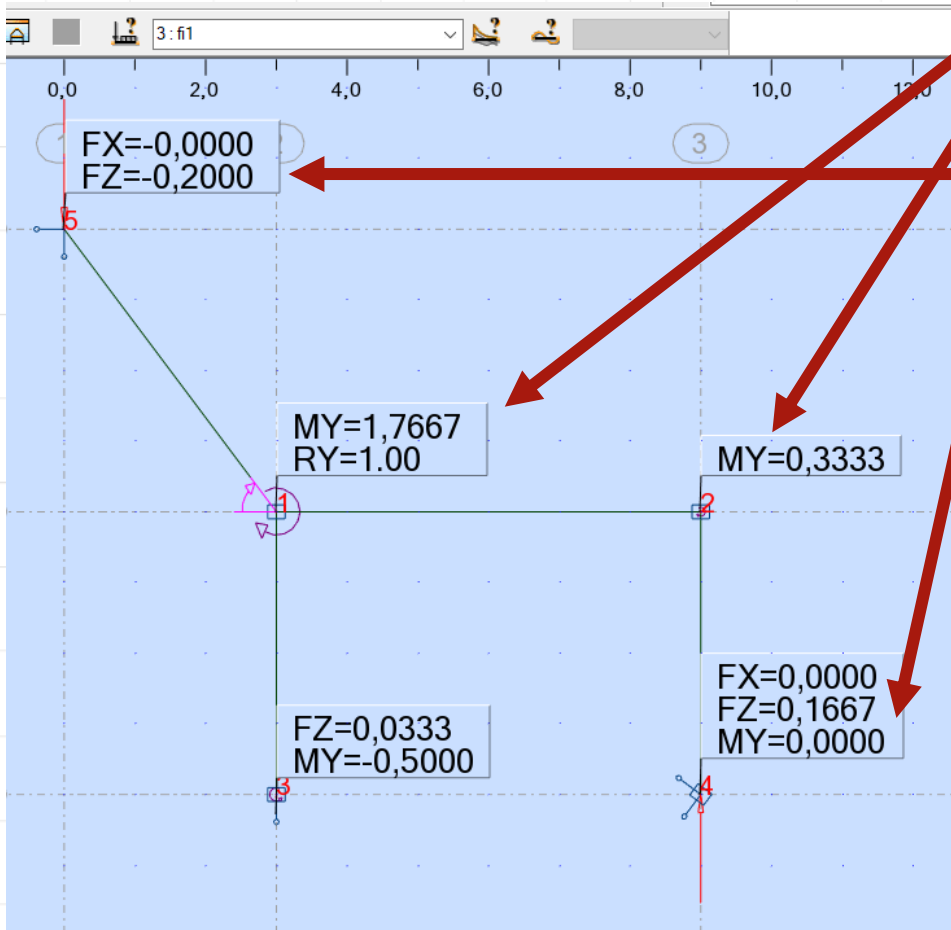 3 : fi1
0,0 2,0 4,0 6,0 8,0 10,0
3
FX=-0,0000
FZ=-0,2000
5
MY=1,7667
RY=1.00
1
MY=0,3333
2
FX=0,0000
FZ=0,1667
MY=0,0000
4
FZ=0,0333
MY=-0,5000
3